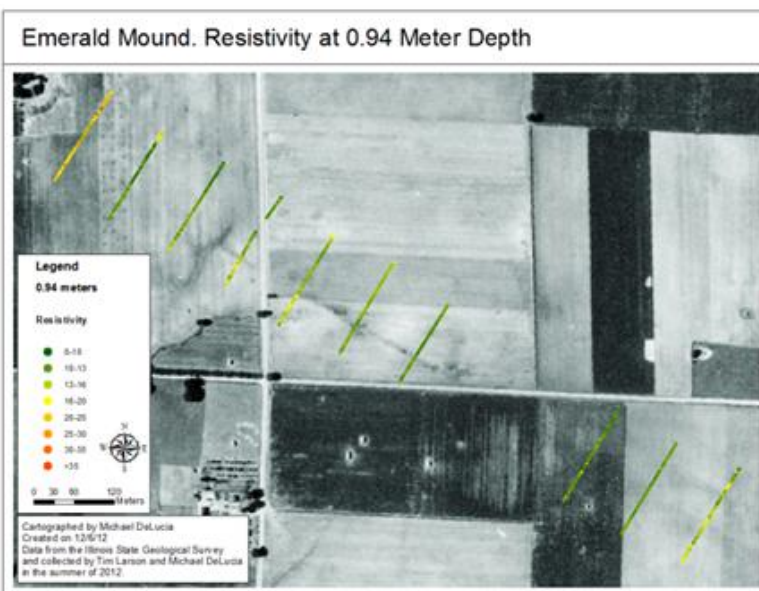 Emerald Mound. Resistivity at 0.94 Meter Depth
Legend
0.94 meters
Resistivity
10-13
13-16
16-20
20-25
25-30
30-35
>35
N
W
E
S
0 30 60 120
Meters
Cartographed by Michael DeLucia
Created on 12/6/12
Data from the Illinois State Geological Survey
and collected by Tim Larson and Michael DeLucia
in the summer of 2012